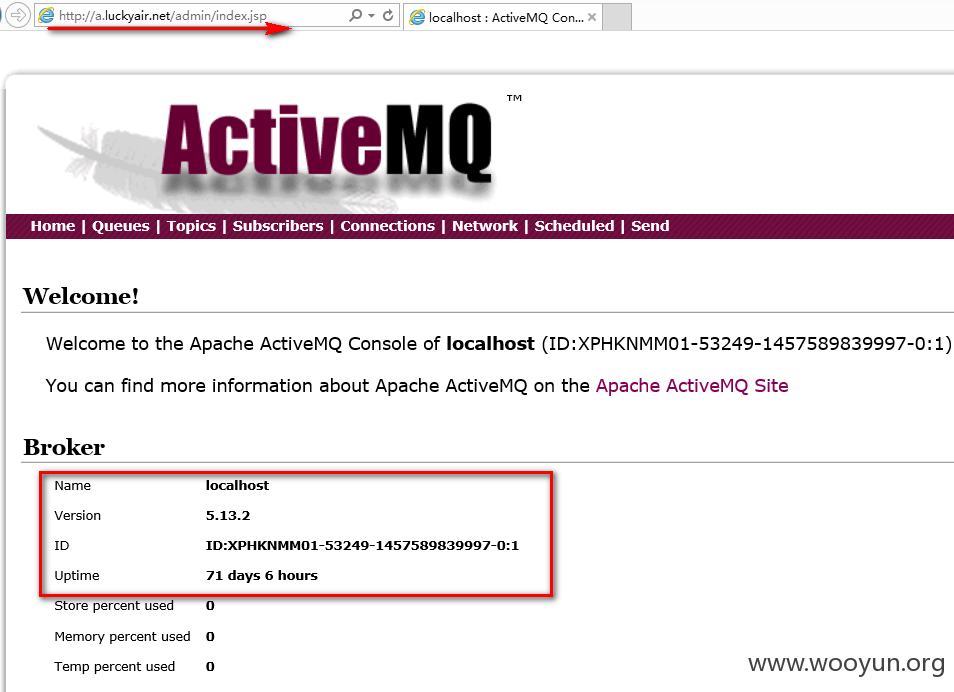 http://a.luckyair.net/admin/index.jsp
localhost : ActiveMQ Con...
ActiveMQ™
Home | Queues | Topics | Subscribers | Connections | Network | Scheduled | Send
Welcome!
Welcome to the Apache ActiveMQ Console of localhost (ID:XPHKNMM01-53249-1457589839997-0:1)
You can find more information about Apache ActiveMQ on the Apache ActiveMQ Site
Broker
Name localhost
Version 5.13.2
ID ID:XPHKNMM01-53249-1457589839997-0:1
Uptime 71 days 6 hours
Store percent used 0
Memory percent used 0
Temp percent used 0
www.wooyun.org